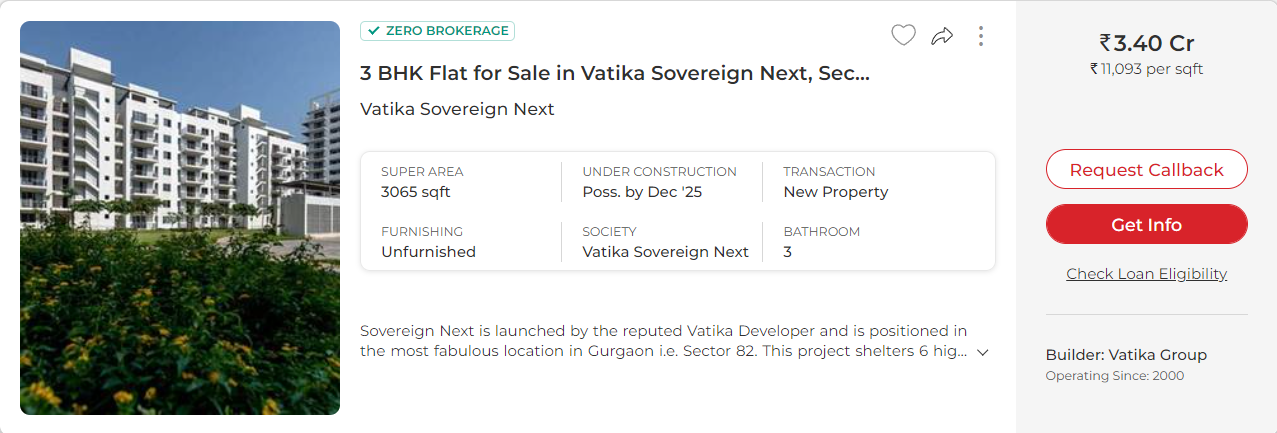 ZERO BROKERAGE
3 BHK Flat for Sale in Vatika Sovereign Next, Sec...
Vatika Sovereign Next
SUPER AREA
3065 sqft
UNDER CONSTRUCTION
Poss. by Dec '25
TRANSACTION
New Property
FURNISHING
Unfurnished
SOCIETY
Vatika Sovereign Next
BATHROOM
3
Sovereign Next is launched by the reputed Vatika Developer and is positioned in
the most fabulous location in Gurgaon i.e. Sector 82. This project shelters 6 hig...
₹3.40 Cr
₹11,093 per sqft
Request Callback
Get Info
Check Loan Eligibility
Builder: Vatika Group
Operating Since: 2000